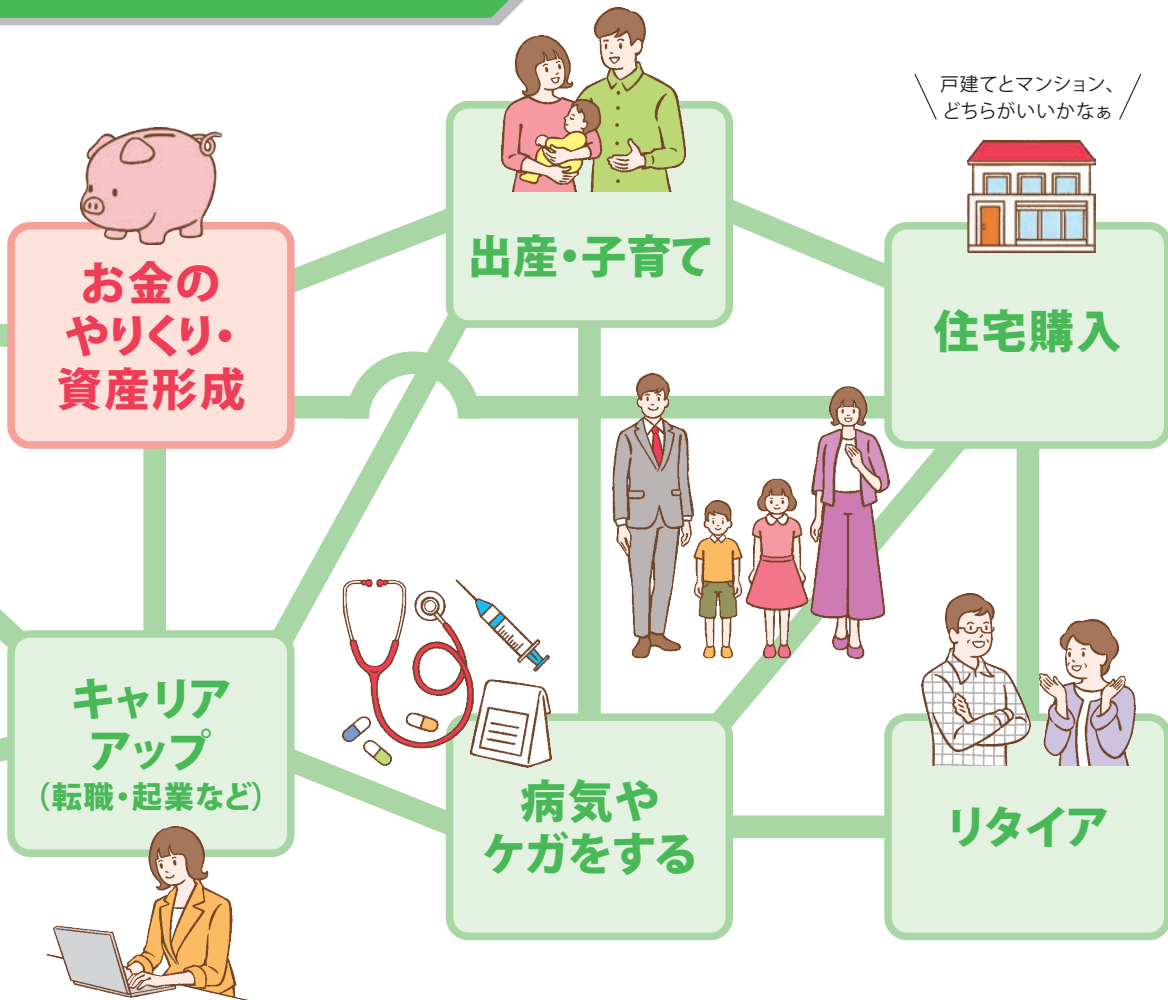 戸建てとマンション、
どちらがいいかなぁ
お金の
やりくり・
資産形成
出産・子育て
住宅購入
キャリア
アップ
（転職・起業など）
病気や
ケガをする
リタイア